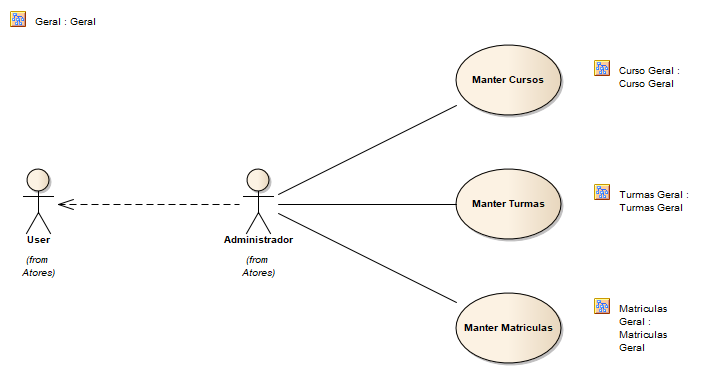 Geral : Geral
Manter Cursos
Curso Geral :
Curso Geral
Manter Turmas
Turmas Geral :
Turmas Geral
User
(from
Atores)
Administrador
(from
Atores)
Manter Matriculas
Matriculas
Geral :
Matriculas
Geral